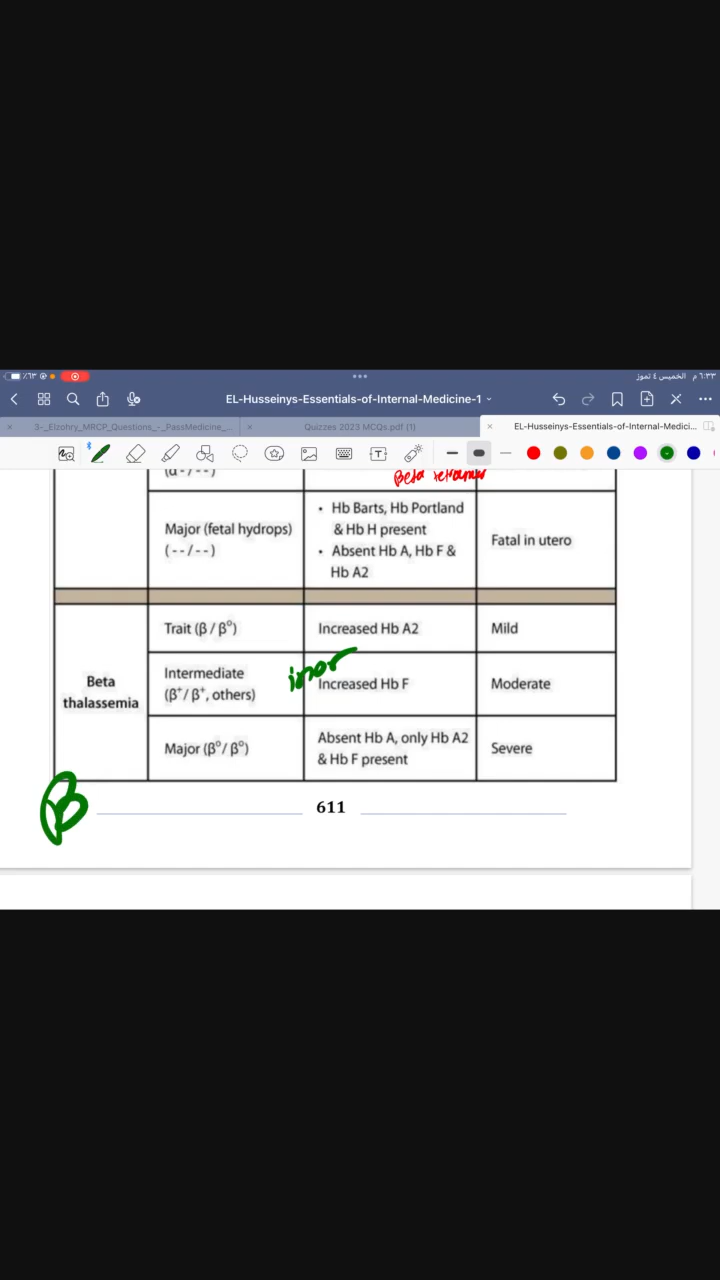 ٪٦٣
٦:٣٣ م الخميس ٤ تموز
EL-Husseinys-Essentials-of-Internal-Medicine-1
3-_Elzohry_MRCP_Questions_-_PassMedicine_...
Quizzes 2023 MCQs.pdf (1)
EL-Husseinys-Essentials-of-Internal-Medici...
(α - / - -)
Beta
Major (fetal hydrops)
(- - / - -)
• Hb Barts, Hb Portland
& Hb H present
• Absent Hb A, Hb F &
Hb A2
Fatal in utero
Beta
thalassemia
Trait (β / β⁰)
Increased Hb A2
Mild
Intermediate
(β⁺/ β⁺, others)
Increased Hb F
Moderate
Major (β⁰/ β⁰)
Absent Hb A, only Hb A2
& Hb F present
Severe
β
611